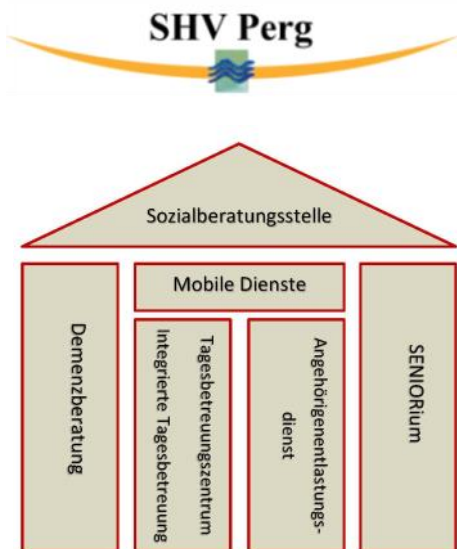 SHV Perg
Sozialberatungsstelle
Demenzberatung
Mobile Dienste
Tagesbetreuungszentrum
Integrierte Tagesbetreuung
Angehörigenentlastungs-
dienst
SENIORium